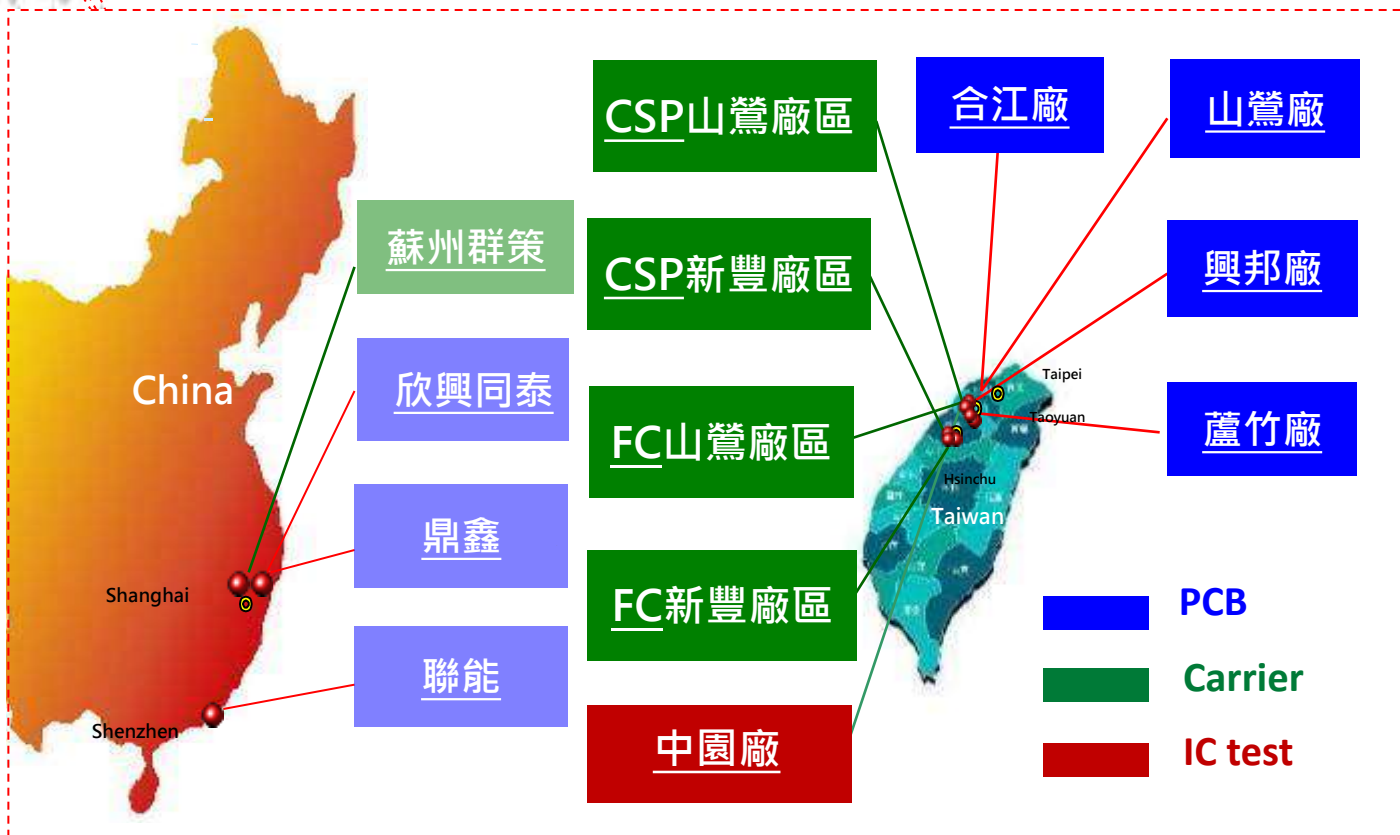 CSP山鶯廠區
合江廠
山鶯廠
蘇州群策
CSP新豐廠區
興邦廠
China
欣興同泰
Taipei
Taoyuan
FC山鶯廠區
蘆竹廠
Hsinchu
Taiwan
鼎鑫
Shanghai
FC新豐廠區
PCB
聯能
Carrier
Shenzhen
中園廠
IC test